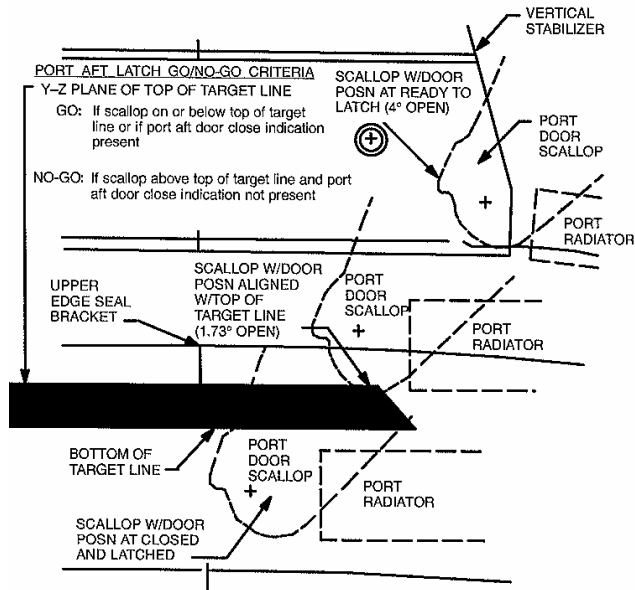 VERTICAL
STABILIZER
PORT AFT LATCH GO/NO-GO CRITERIA
Y–Z PLANE OF TOP OF TARGET LINE
GO: If scallop on or below top of target
line or if port aft door close indication
present
NO-GO: If scallop above top of target line and port
aft door close indication not present
SCALLOP W/DOOR
POSN AT READY TO
LATCH (4° OPEN)
PORT
DOOR
SCALLOP
PORT
RADIATOR
UPPER
EDGE SEAL
BRACKET
SCALLOP W/DOOR
POSN ALIGNED
W/TOP OF
TARGET LINE
(1.73° OPEN)
PORT
DOOR
SCALLOP
PORT
RADIATOR
BOTTOM OF
TARGET LINE
PORT
DOOR
SCALLOP
PORT
RADIATOR
SCALLOP W/DOOR
POSN AT CLOSED
AND LATCHED